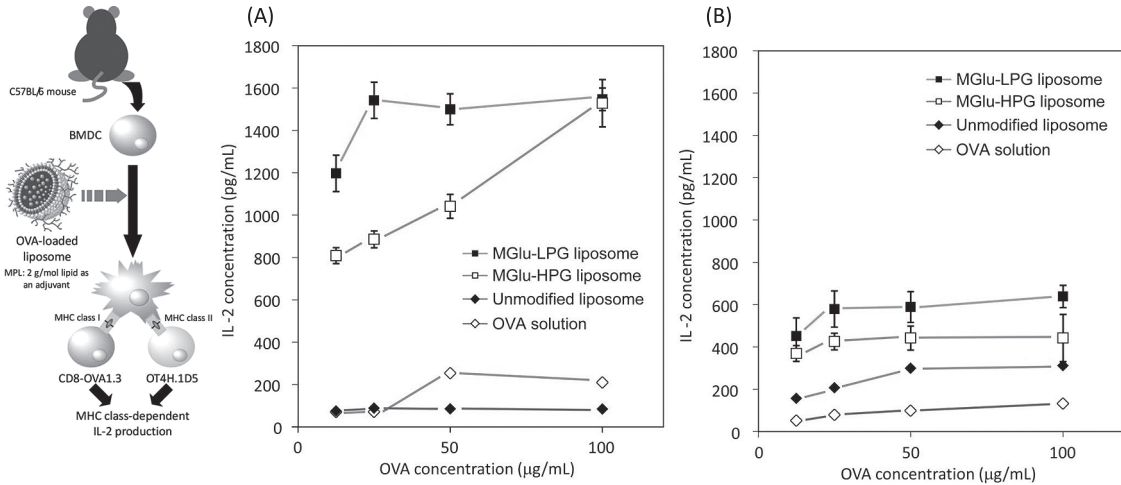 C57BL/6 mouse
BMDC
OVA-loaded
liposome
MPL: 2 g/mol lipid as
an adjuvant
MHC class I
MHC class II
CD8-OVA1.3
OT4H.1D5
MHC class-dependent
IL-2 production
(A)
IL-2 concentration (pg/mL)
1800
1600
1400
1200
1000
800
600
400
200
0
MGlu-LPG liposome
MGlu-HPG liposome
Unmodified liposome
OVA solution
0
50
100
OVA concentration (μg/mL)
(B)
IL-2 concentration (pg/mL)
1800
1600
1400
1200
1000
800
600
400
200
0
MGlu-LPG liposome
MGlu-HPG liposome
Unmodified liposome
OVA solution
0
50
100
OVA concentration (μg/mL)